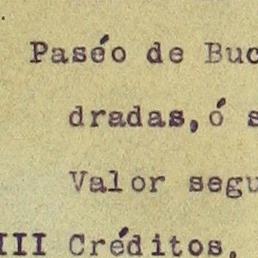 Paséo de Buc
dradas, ó s
Valor segu
III Créditos,